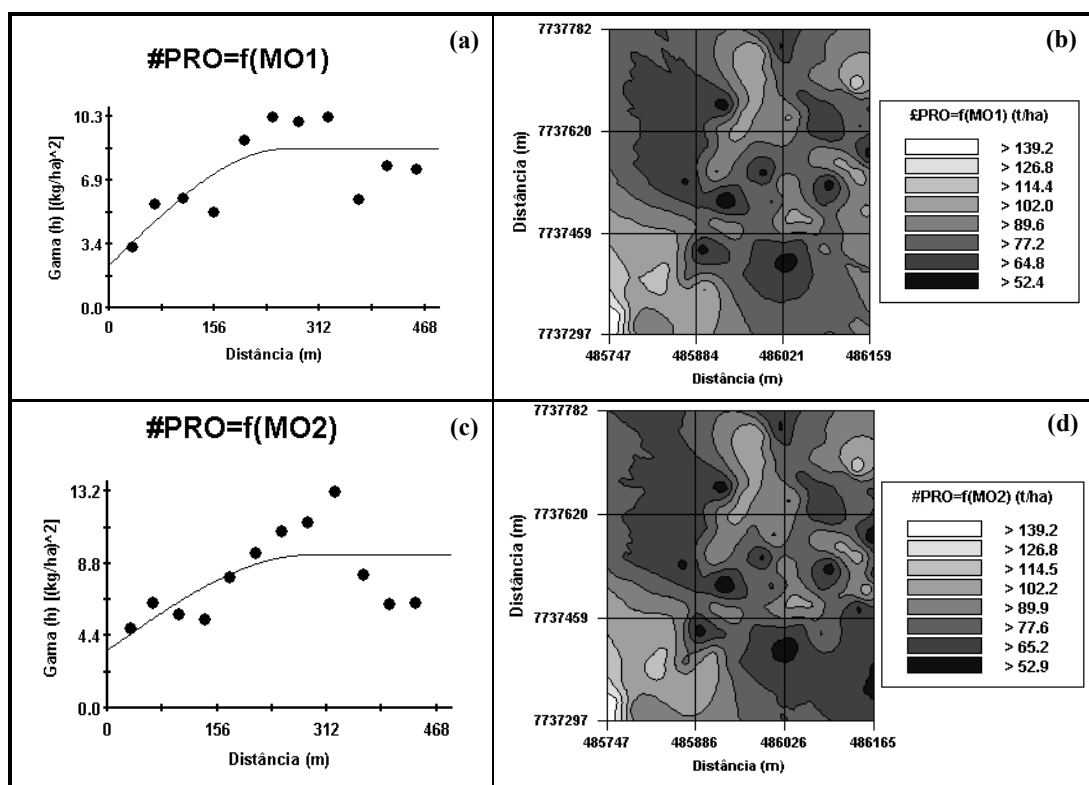 (a)
#PRO=f(MO1)
Gama (h) [(kg/ha)^2]
10.3
6.9
3.4
0.0
0 156 312 468
Distância (m)
(b)
7737782
7737620
7737459
7737297
Distância (m)
485747 485884 486021 486159
Distância (m)
£PRO=f(MO1) (t/ha)
> 139.2
> 126.8
> 114.4
> 102.0
> 89.6
> 77.2
> 64.8
> 52.4
(c)
#PRO=f(MO2)
Gama (h) [(kg/ha)^2]
13.2
8.8
4.4
0.0
0 156 312 468
Distância (m)
(d)
7737782
7737620
7737459
7737297
Distância (m)
485747 485886 486026 486165
Distância (m)
#PRO=f(MO2) (t/ha)
> 139.2
> 126.8
> 114.5
> 102.2
> 89.9
> 77.6
> 65.2
> 52.9